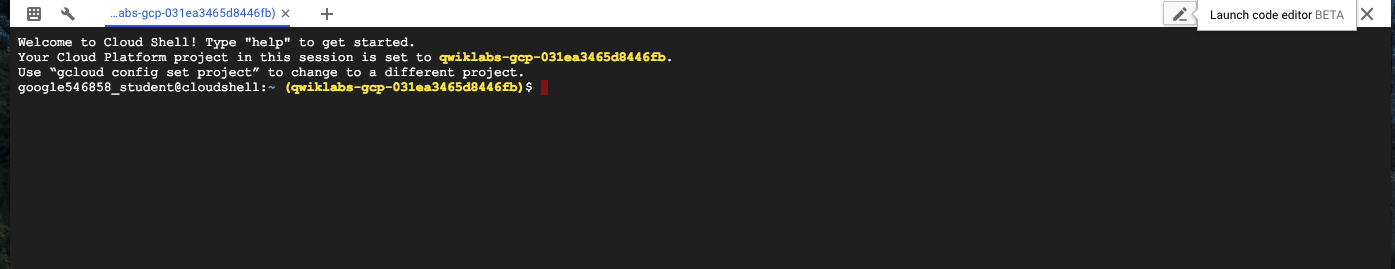 ...abs-gcp-031ea3465d8446fb)
Launch code editor BETA
Welcome to Cloud Shell! Type "help" to get started.
Your Cloud Platform project in this session is set to qwiklabs-gcp-031ea3465d8446fb.
Use “gcloud config set project” to change to a different project.
google546858_student@cloudshell:~ (qwiklabs-gcp-031ea3465d8446fb)$